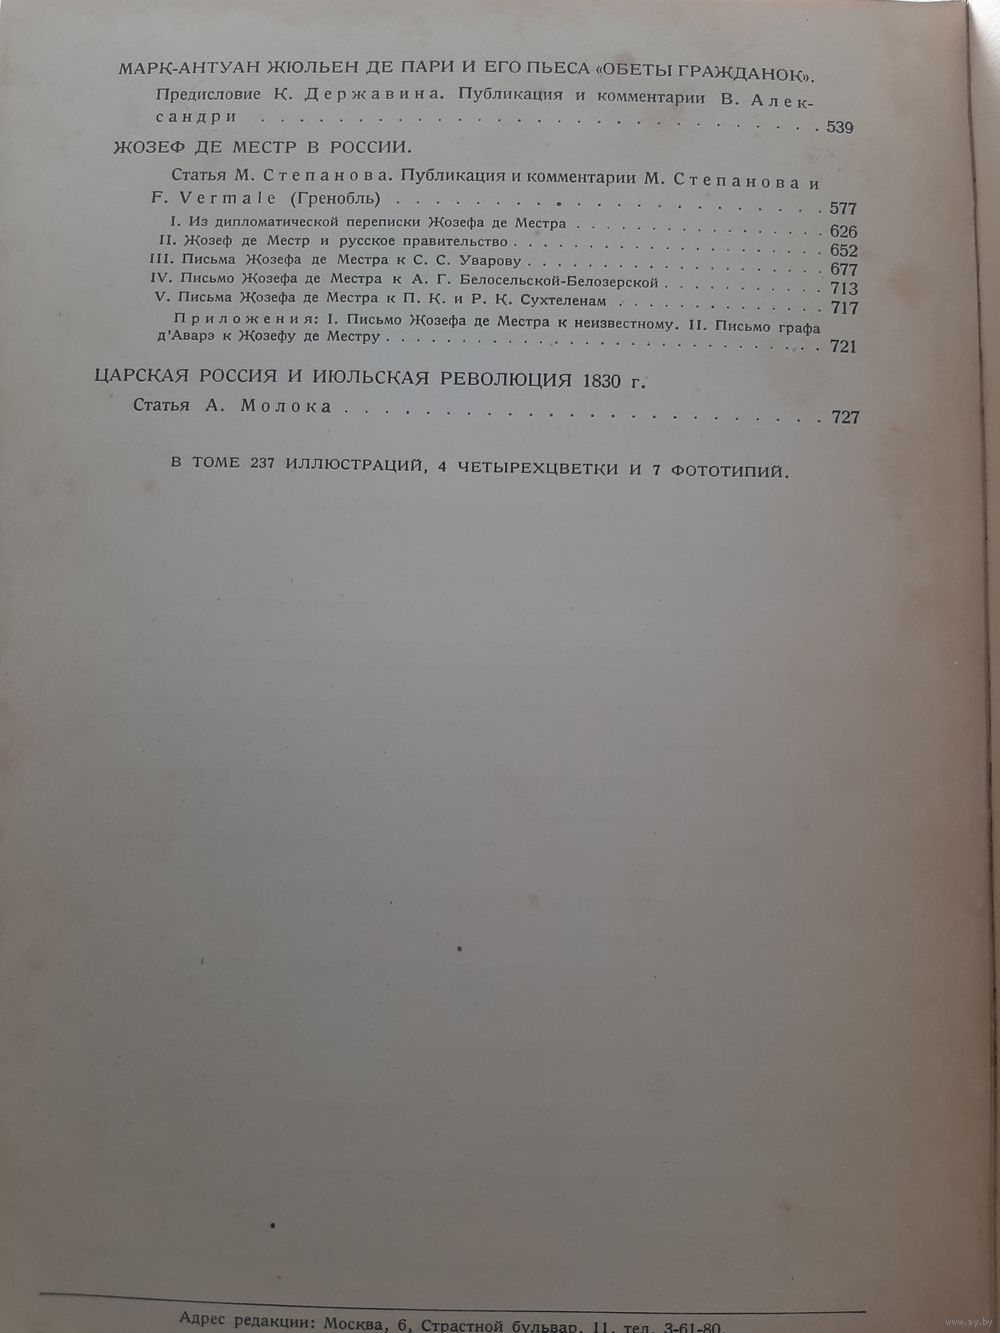 МАРК-АНТУАН ЖЮЛЬЕН ДЕ ПАРИ И ЕГО ПЬЕСА «ОБЕТЫ ГРАЖДАНОК».
Предисловие К. Державина. Публикация и комментарии В. Алек-
сандри . . . . . . . . . . . . . . . . . . . . . . . . . 539
ЖОЗЕФ ДЕ МЕСТР В РОССИИ.
Статья М. Степанова. Публикация и комментарии М. Степанова и
F. Vermale (Гренобль) . . . . . . . . . . . . . . . . . . 577
I. Из дипломатической переписки Жозефа де Местра . . . . . . . . . . . . . 626
II. Жозеф де Местр и русское правительство . . . . . . . . . . . . . . . . 652
III. Письма Жозефа де Местра к С. С. Уварову . . . . . . . . . . . . . . . . 677
IV. Письмо Жозефа де Местра к А. Г. Белосельской-Белозерской . . . . . . . . . 713
V. Письма Жозефа де Местра к П. К. и Р. К. Сухтеленам . . . . . . . . . . . 717
Приложения: I. Письмо Жозефа де Местра к неизвестному. II. Письмо графа
д'Аварэ к Жозефу де Местру . . . . . . . . . . . . . . . . . . . . . . . 721
ЦАРСКАЯ РОССИЯ И ИЮЛЬСКАЯ РЕВОЛЮЦИЯ 1830 г.
Статья А. Молока . . . . . . . . . . . . . . . . . . . . 727
В ТОМЕ 237 ИЛЛЮСТРАЦИЙ, 4 ЧЕТЫРЕХЦВЕТКИ И 7 ФОТОТИПИЙ.
Адрес редакции: Москва, 6, Страстной бульвар, 11, тел. 3-61-80.
www.ay.by